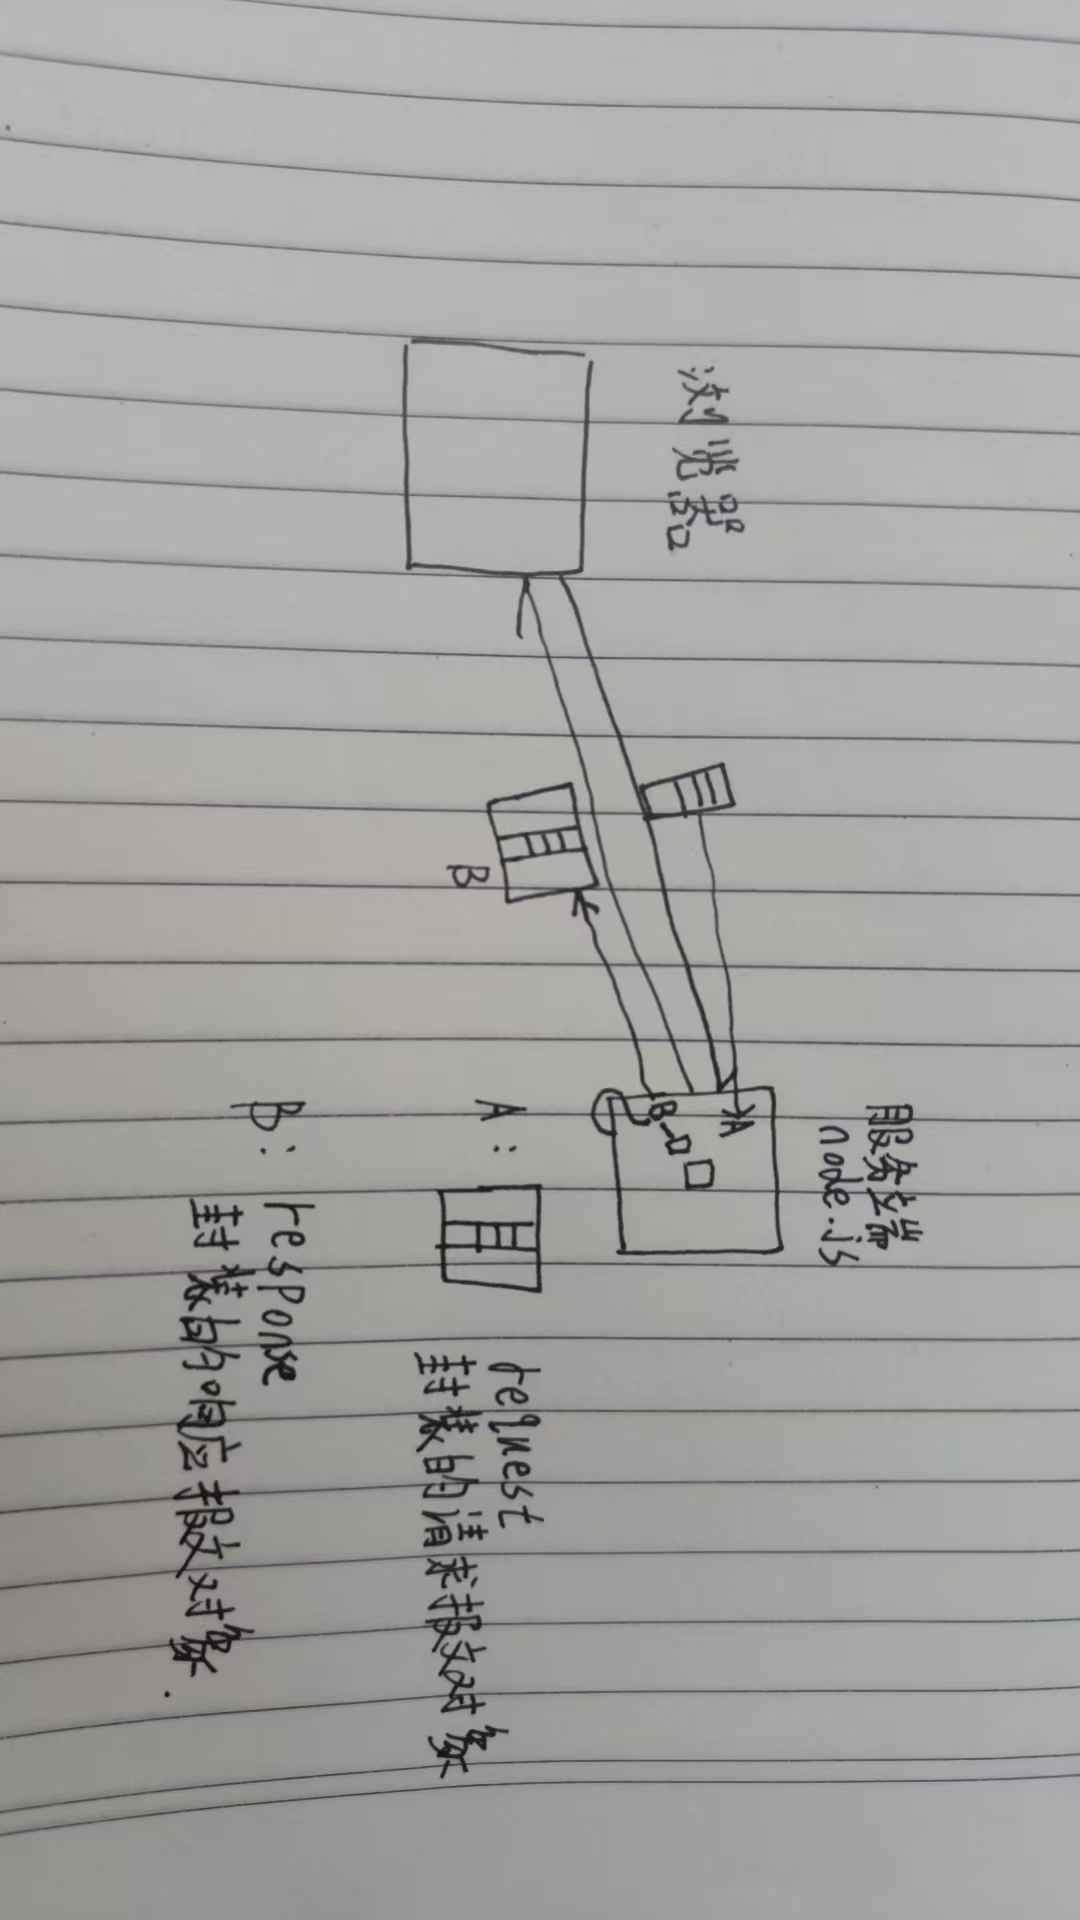 服务端
node.js
浏览器
A
B
B
A: request
封装的请求报文对象
B: response
封装的响应报文对象.